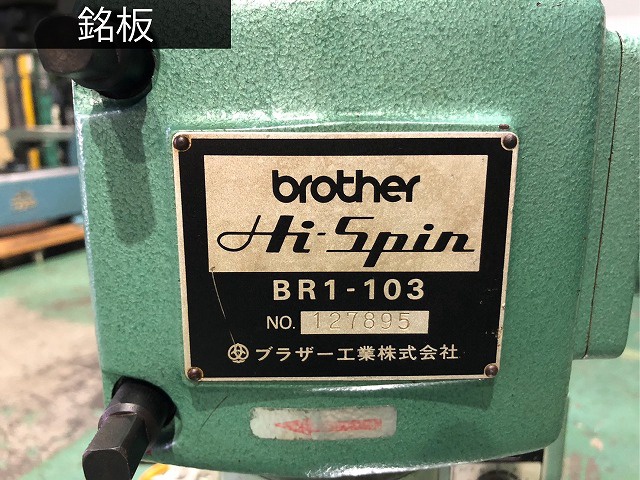 銘板
brother
Hi-Spin
BR1-103
NO. 127895
ブラザー工業株式会社